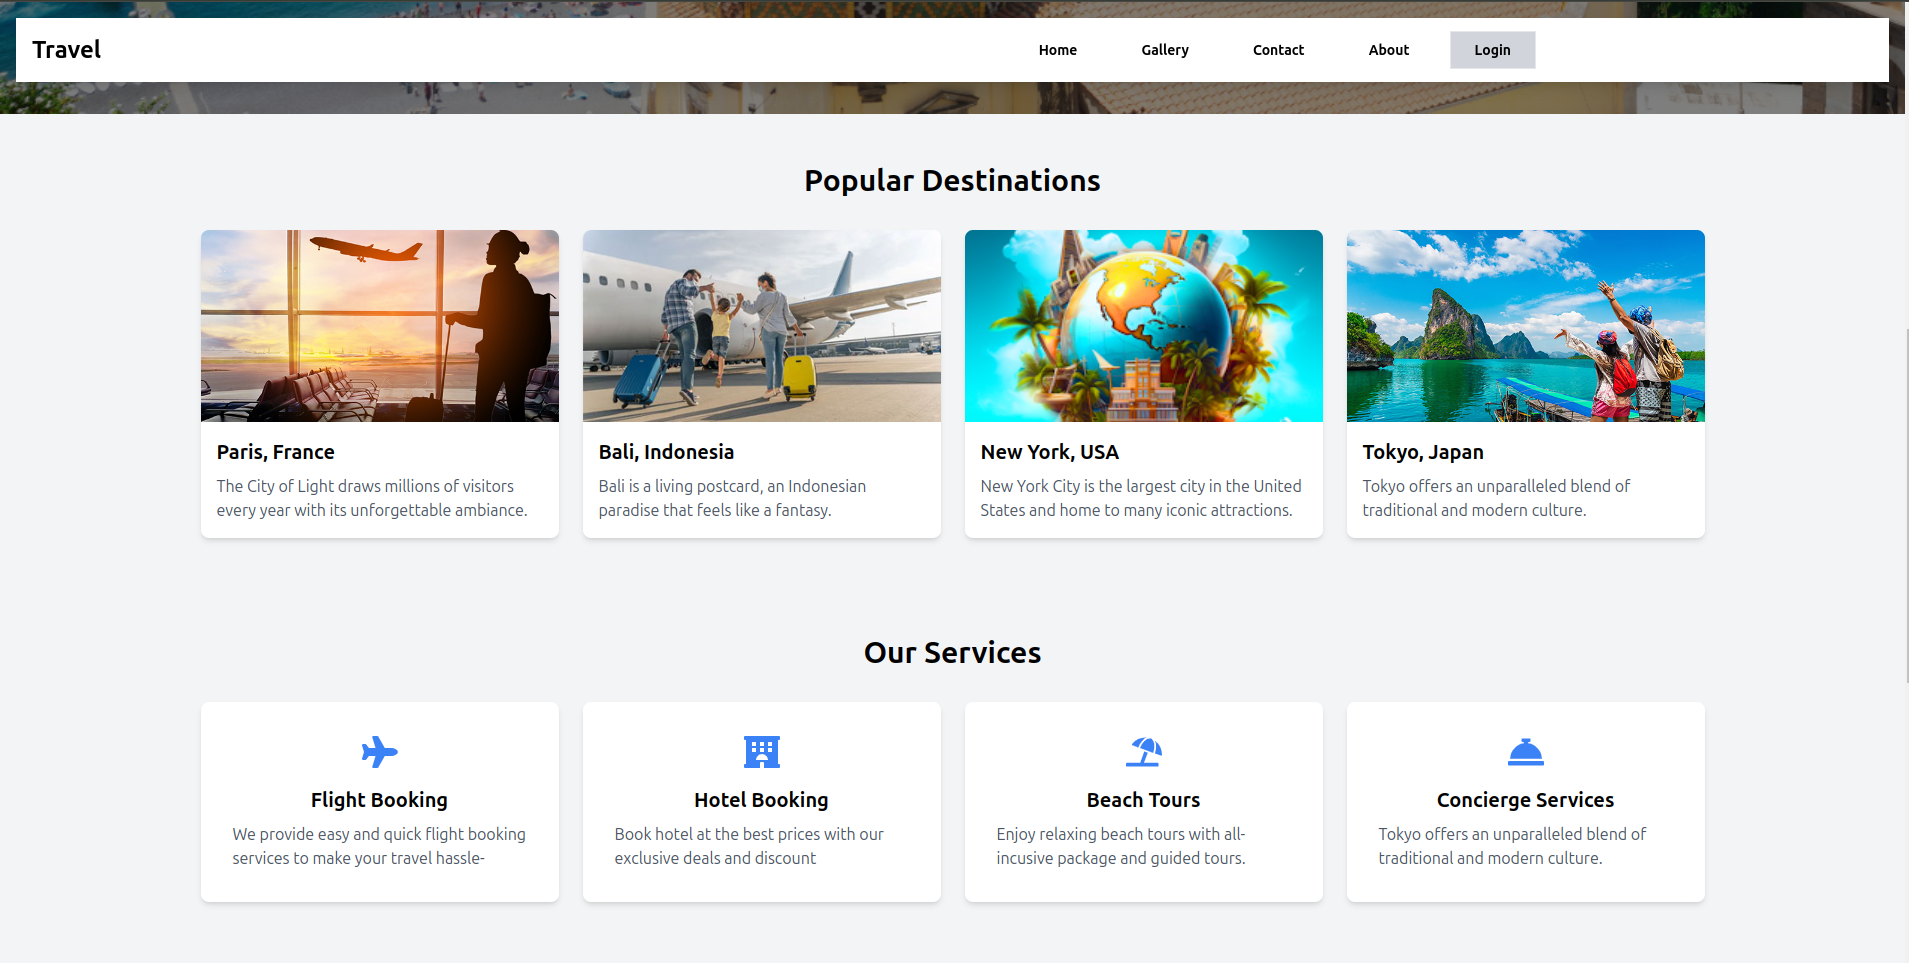 Travel
Home
Gallery
Contact
About
Login
Popular Destinations
Paris, France
The City of Light draws millions of visitors
every year with its unforgettable ambiance.
Bali, Indonesia
Bali is a living postcard, an Indonesian
paradise that feels like a fantasy.
New York, USA
New York City is the largest city in the United
States and home to many iconic attractions.
Tokyo, Japan
Tokyo offers an unparalleled blend of
traditional and modern culture.
Our Services
Flight Booking
We provide easy and quick flight booking
services to make your travel hassle-
Hotel Booking
Book hotel at the best prices with our
exclusive deals and discount
Beach Tours
Enjoy relaxing beach tours with all-
incusive package and guided tours.
Concierge Services
Tokyo offers an unparalleled blend of
traditional and modern culture.